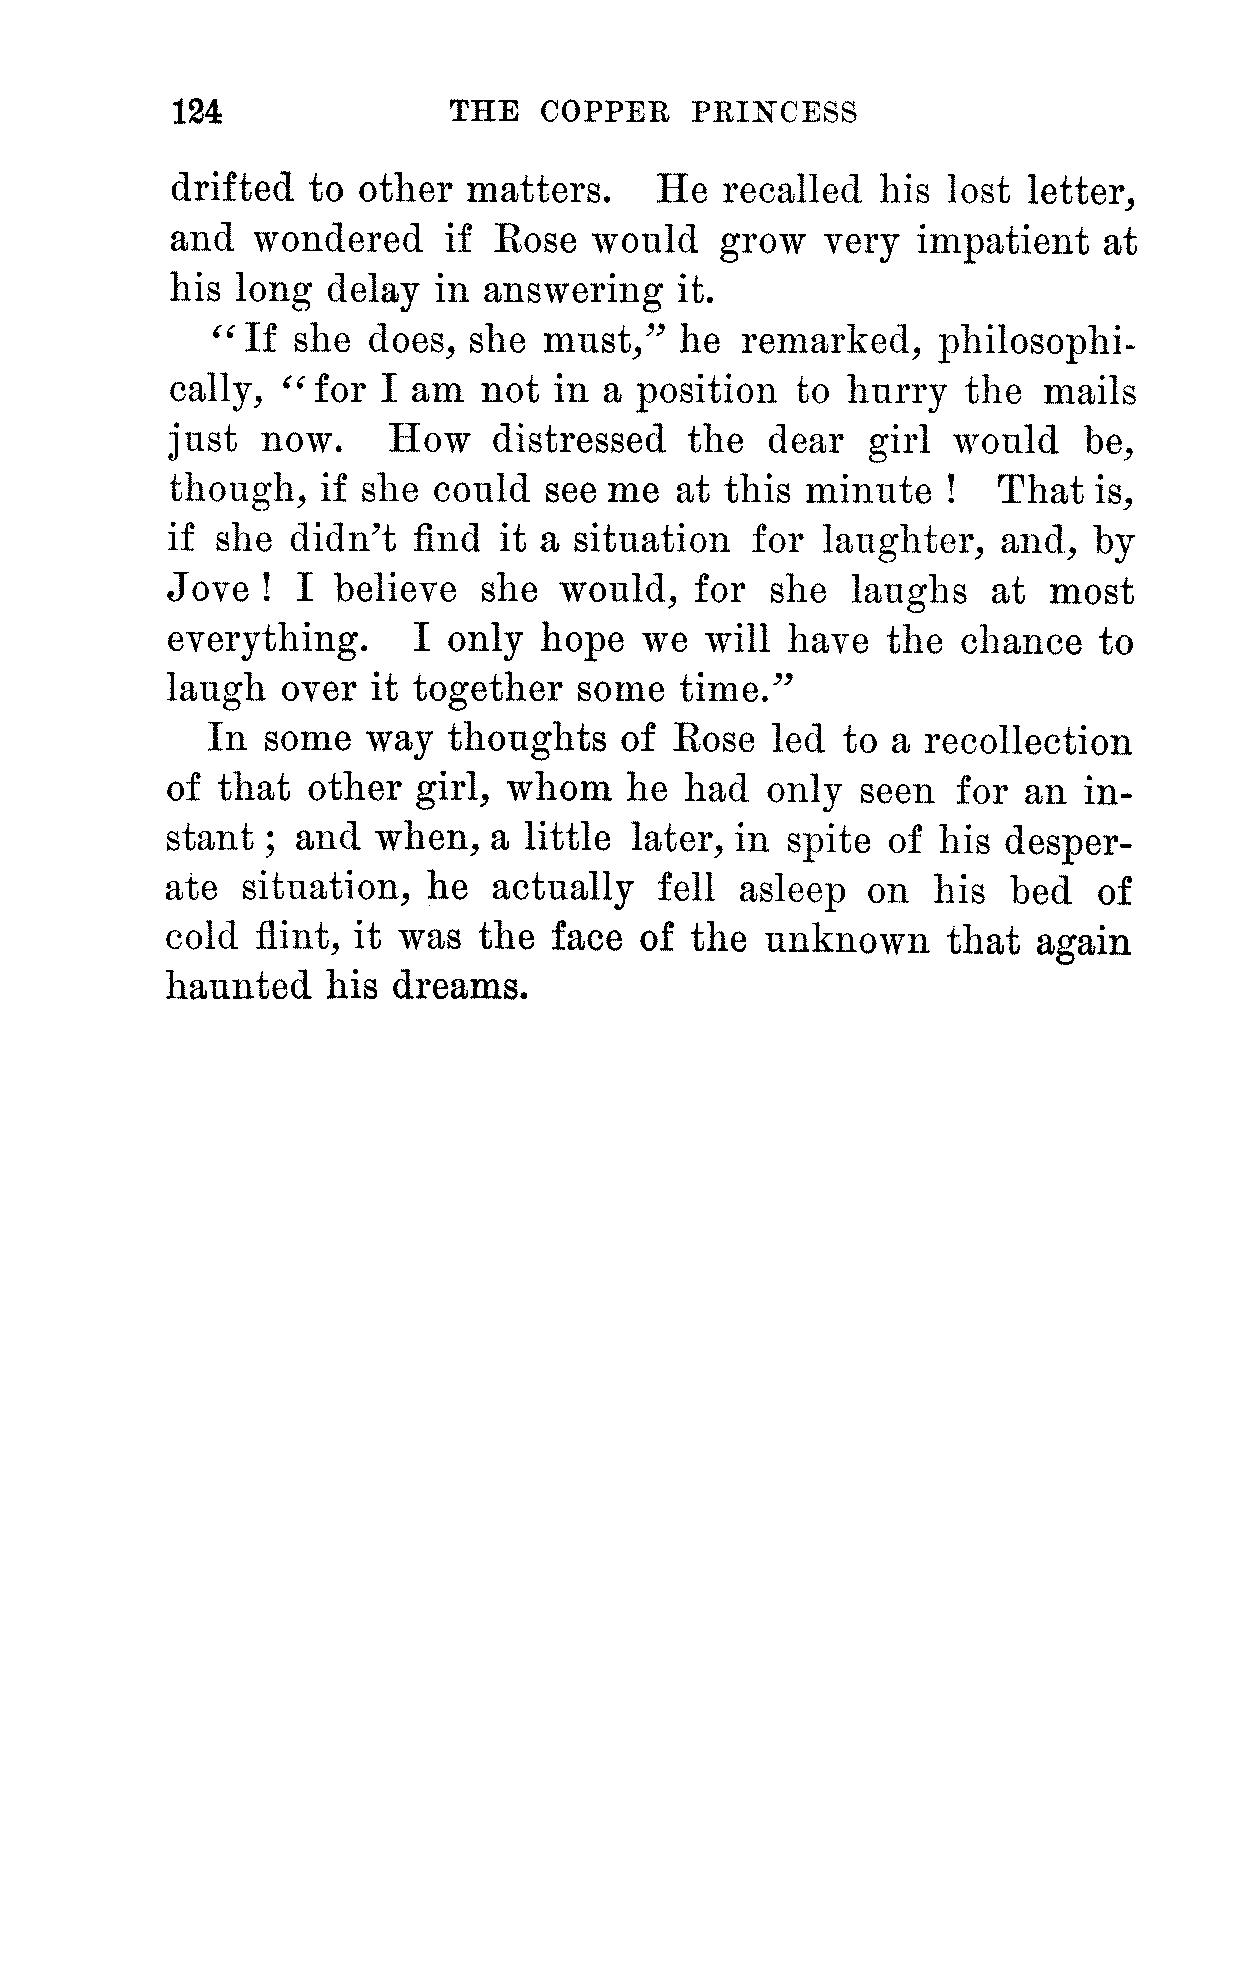 124 THE COPPER PRINCESS
drifted to other matters. He recalled his lost letter,
and wondered if Rose would grow very impatient at
his long delay in answering it.
“If she does, she must,” he remarked, philosophi-
cally, “for I am not in a position to hurry the mails
just now. How distressed the dear girl would be,
though, if she could see me at this minute ! That is,
if she didn’t find it a situation for laughter, and, by
Jove ! I believe she would, for she laughs at most
everything. I only hope we will have the chance to
laugh over it together some time.”
In some way thoughts of Rose led to a recollection
of that other girl, whom he had only seen for an in-
stant ; and when, a little later, in spite of his desper-
ate situation, he actually fell asleep on his bed of
cold flint, it was the face of the unknown that again
haunted his dreams.